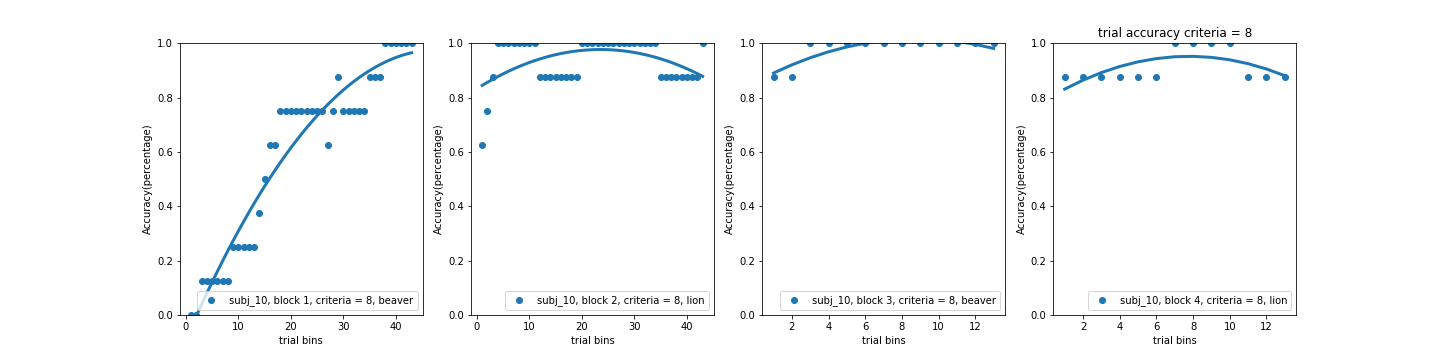 trial accuracy criteria = 8
1.0
0.8
0.6
0.4
0.2
0.0
Accuracy(percentage)
0 10 20 30 40
trial bins
subj_10, block 1, criteria = 8, beaver
1.0
0.8
0.6
0.4
0.2
0.0
Accuracy(percentage)
0 10 20 30 40
trial bins
subj_10, block 2, criteria = 8, lion
1.0
0.8
0.6
0.4
0.2
0.0
Accuracy(percentage)
2 4 6 8 10 12
trial bins
subj_10, block 3, criteria = 8, beaver
1.0
0.8
0.6
0.4
0.2
0.0
Accuracy(percentage)
2 4 6 8 10 12
trial bins
subj_10, block 4, criteria = 8, lion